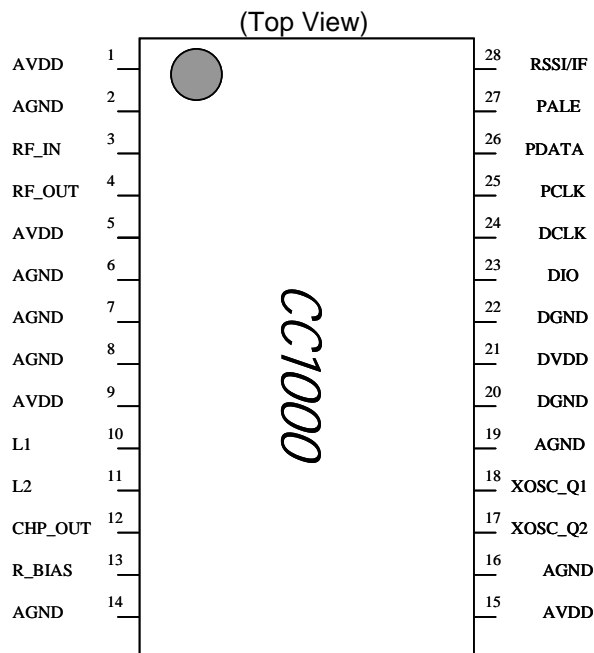 (Top View)
AVDD 1 28 RSSI/IF
AGND 2 27 PALE
RF_IN 3 26 PDATA
RF_OUT 4 25 PCLK
AVDD 5 24 DCLK
AGND 6 23 DIO
AGND 7 22 DGND
AGND 8 21 DVDD
AVDD 9 20 DGND
L1 10 19 AGND
L2 11 18 XOSC_Q1
CHP_OUT 12 17 XOSC_Q2
R_BIAS 13 16 AGND
AGND 14 15 AVDD
CC1000